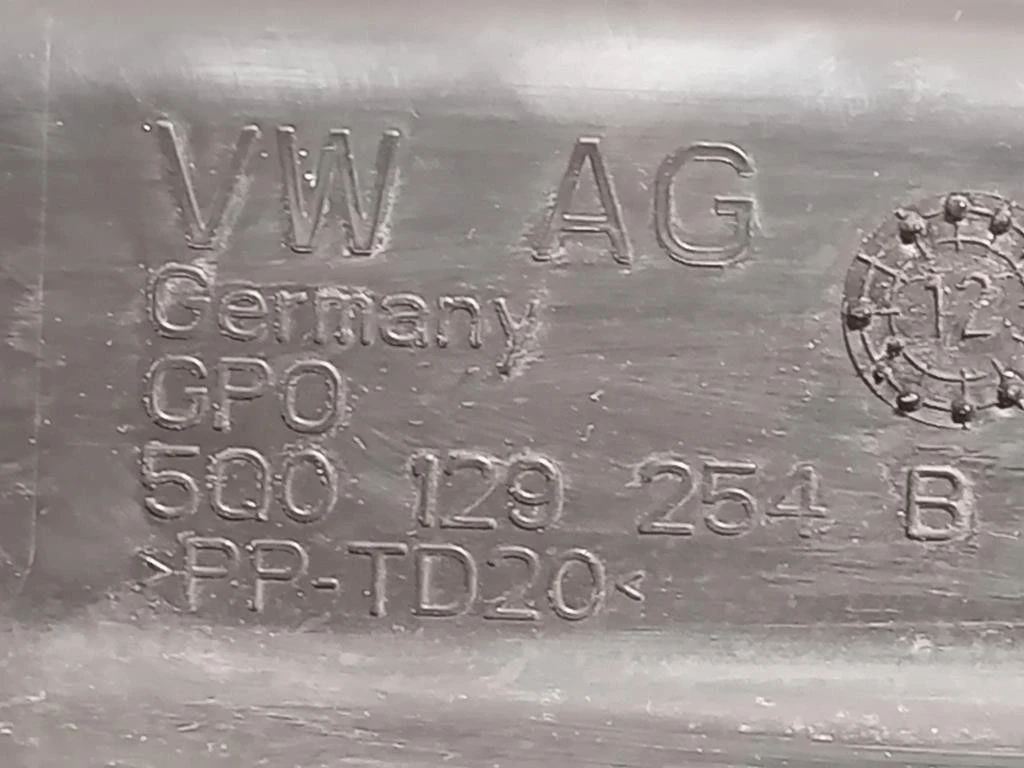 VW AG
Germany
GPO
5Q0 129 254 B
>PP-TD20<
12